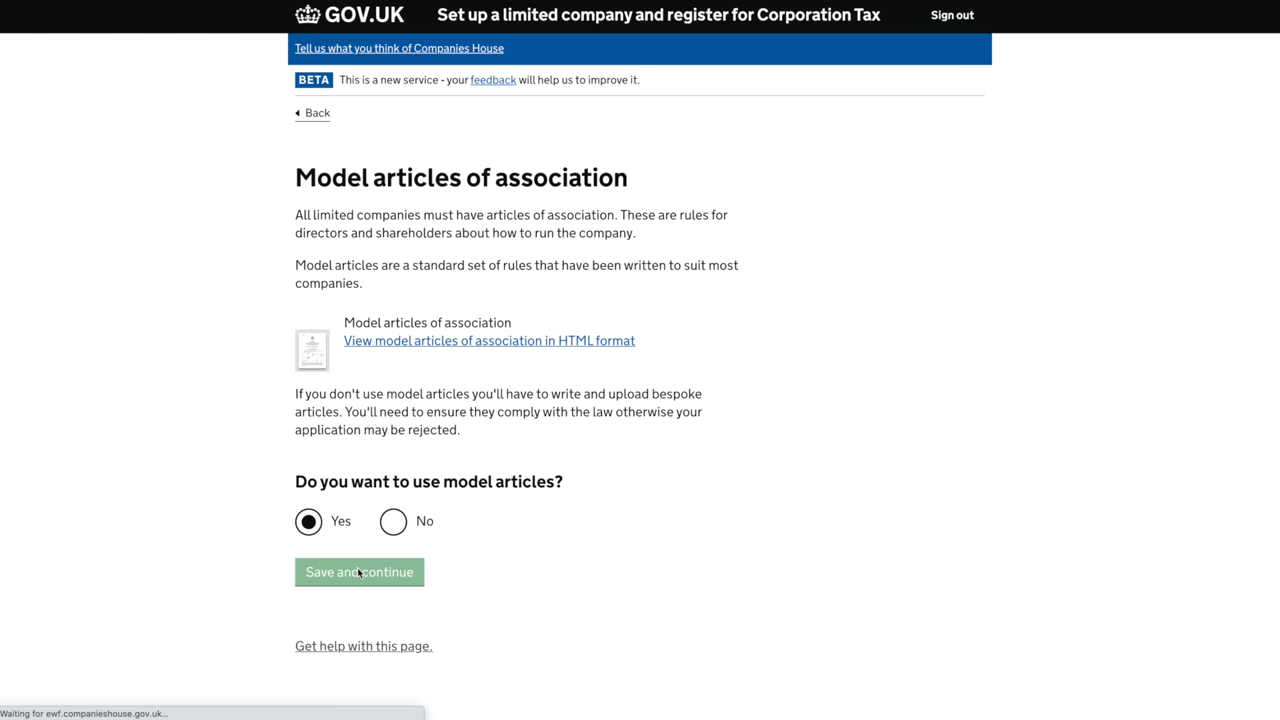 GOV.UK Set up a limited company and register for Corporation Tax Sign out
Tell us what you think of Companies House
BETA This is a new service - your feedback will help us to improve it.
Back
Model articles of association
All limited companies must have articles of association. These are rules for
directors and shareholders about how to run the company.
Model articles are a standard set of rules that have been written to suit most
companies.
Model articles of association
View model articles of association in HTML format
If you don't use model articles you'll have to write and upload bespoke
articles. You'll need to ensure they comply with the law otherwise your
application may be rejected.
Do you want to use model articles?
Yes No
Save and continue
Get help with this page.
Waiting for ewf.companieshouse.gov.uk...